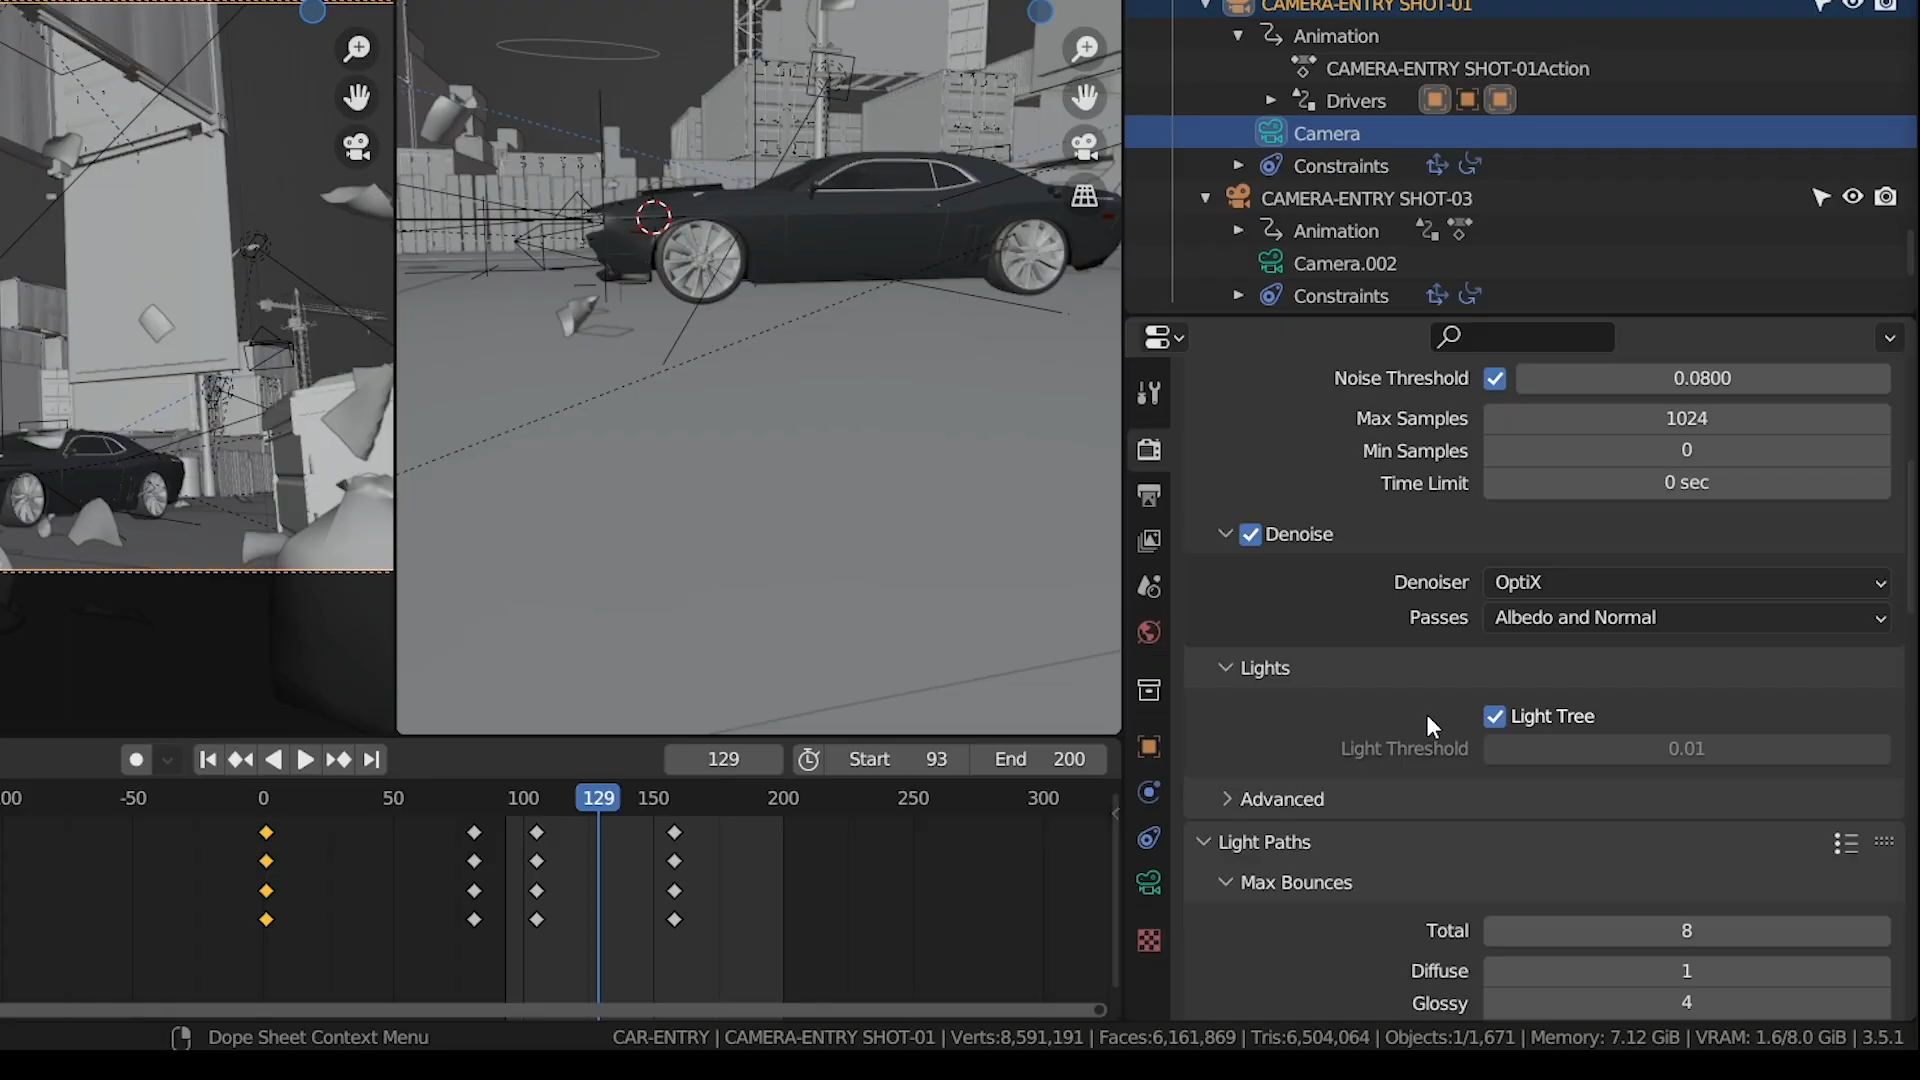 CAMERA-ENTRY SHOT-01
Animation
CAMERA-ENTRY SHOT-01Action
Drivers
Camera
Constraints
CAMERA-ENTRY SHOT-03
Animation
Camera.002
Constraints
Noise Threshold 0.0800
Max Samples 1024
Min Samples 0
Time Limit 0 sec
Denoise
Denoiser OptiX
Passes Albedo and Normal
Lights
Light Tree
Light Threshold 0.01
Advanced
Light Paths
Max Bounces
Total 8
Diffuse 1
Glossy 4
129 Start 93 End 200
00 -50 0 50 100 129 150 200 250 300
Dope Sheet Context Menu
CAR-ENTRY | CAMERA-ENTRY SHOT-01 | Verts:8,591,191 | Faces:6,161,869 | Tris:6,504,064 | Objects:1/1,671 | Memory: 7.12 GiB | VRAM: 1.6/8.0 GiB | 3.5.1